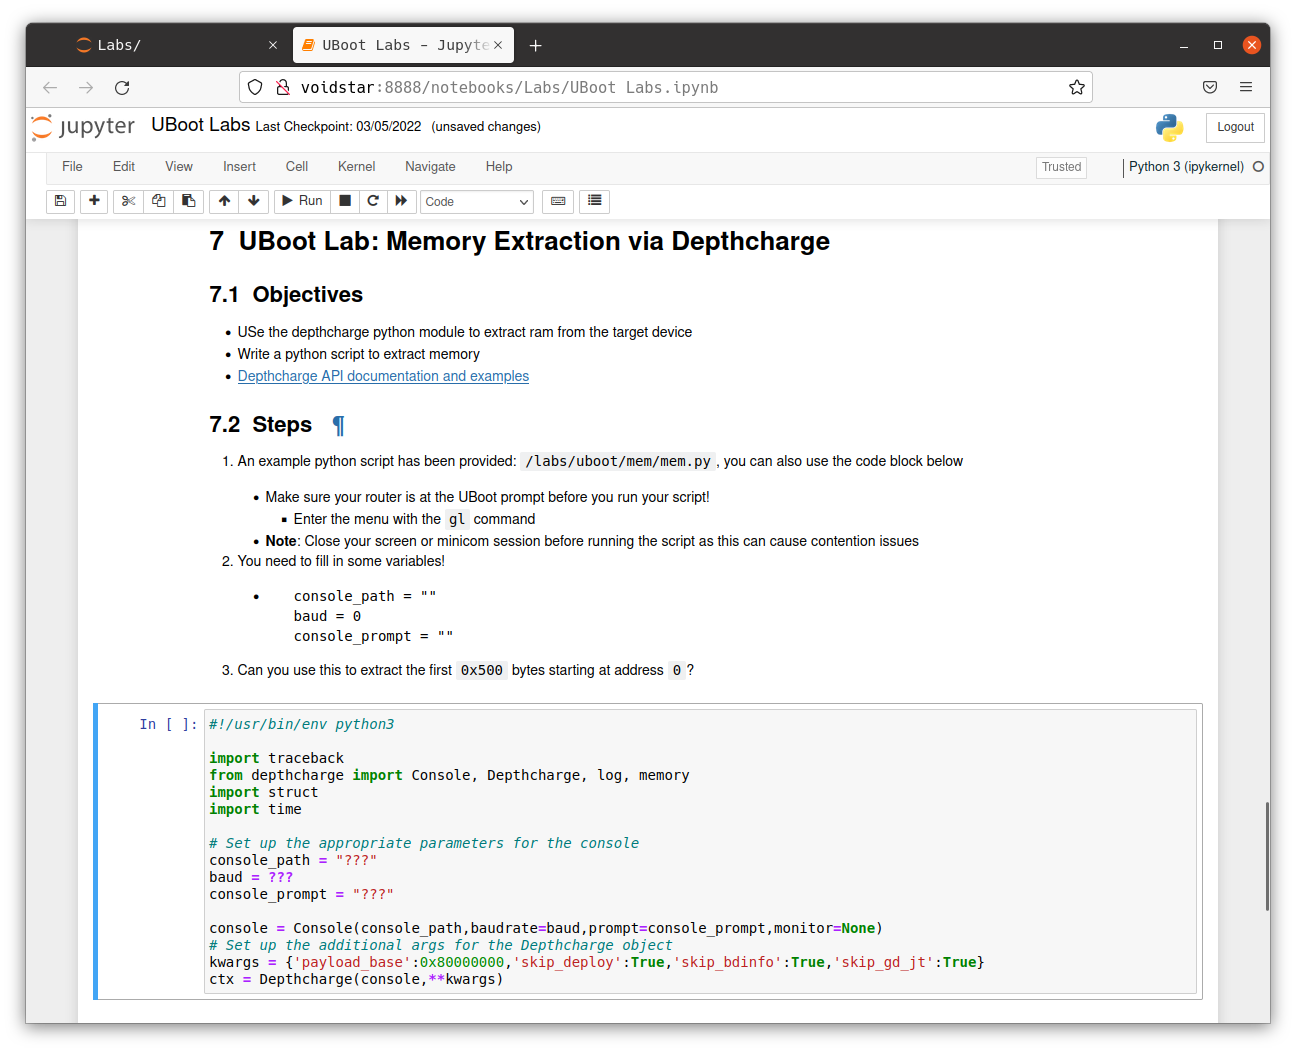 Labs/
UBoot Labs - Jupyte
voidstar:8888/notebooks/Labs/UBoot Labs.ipynb
jupyter UBoot Labs Last Checkpoint: 03/05/2022 (unsaved changes) Logout
File Edit View Insert Cell Kernel Navigate Help Trusted Python 3 (ipykernel)
Run Code
7 UBoot Lab: Memory Extraction via Depthcharge
7.1 Objectives
• USe the depthcharge python module to extract ram from the target device
• Write a python script to extract memory
• Depthcharge API documentation and examples
7.2 Steps ¶
1. An example python script has been provided: /labs/uboot/mem/mem.py , you can also use the code block below
• Make sure your router is at the UBoot prompt before you run your script!
▪ Enter the menu with the gl command
• Note: Close your screen or minicom session before running the script as this can cause contention issues
2. You need to fill in some variables!
• console_path = ""
baud = 0
console_prompt = ""
3. Can you use this to extract the first 0x500 bytes starting at address 0 ?
In [ ]: #!/usr/bin/env python3
import traceback
from depthcharge import Console, Depthcharge, log, memory
import struct
import time
# Set up the appropriate parameters for the console
console_path = "???"
baud = ???
console_prompt = "???"
console = Console(console_path,baudrate=baud,prompt=console_prompt,monitor=None)
# Set up the additional args for the Depthcharge object
kwargs = {'payload_base':0x80000000,'skip_deploy':True,'skip_bdinfo':True,'skip_gd_jt':True}
ctx = Depthcharge(console,**kwargs)